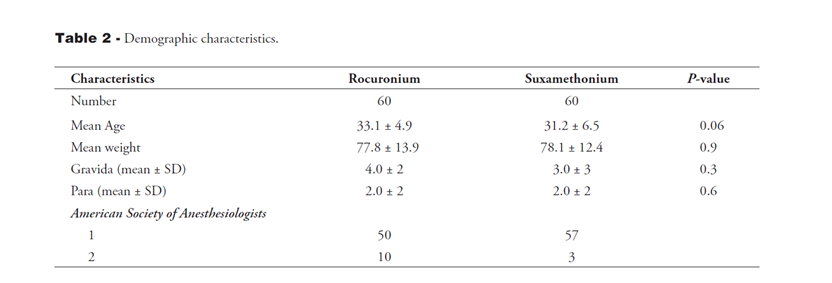 Table 2 - Demographic characteristics.
Characteristics Rocuronium Suxamethonium P-value
Number 60 60
Mean Age 33.1 ± 4.9 31.2 ± 6.5 0.06
Mean weight 77.8 ± 13.9 78.1 ± 12.4 0.9
Gravida (mean ± SD) 4.0 ± 2 3.0 ± 3 0.3
Para (mean ± SD) 2.0 ± 2 2.0 ± 2 0.6
American Society of Anesthesiologists
1 50 57
2 10 3